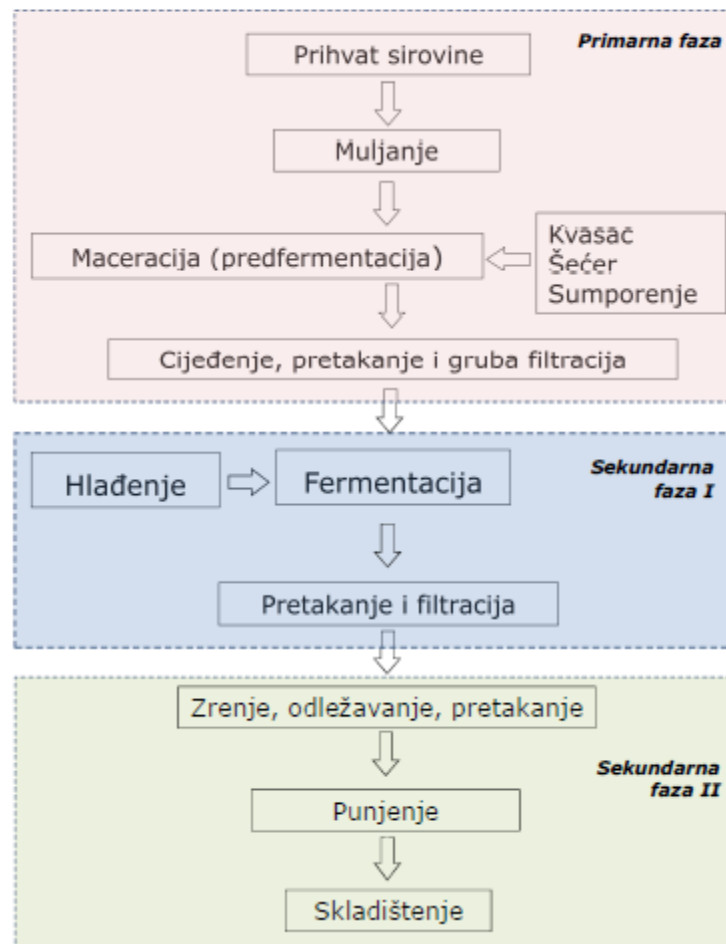 Primarna faza
Prihvat sirovine
Muljanje
Maceracija (predfermentacija)
Kvasac
Šećer
Sumporenje
Cijeđenje, pretakanje i gruba filtracija
Sekundarna
faza I
Hlađenje
Fermentacija
Pretakanje i filtracija
Zrenje, odležavanje, pretakanje
Sekundarna
faza II
Punjenje
Skladištenje